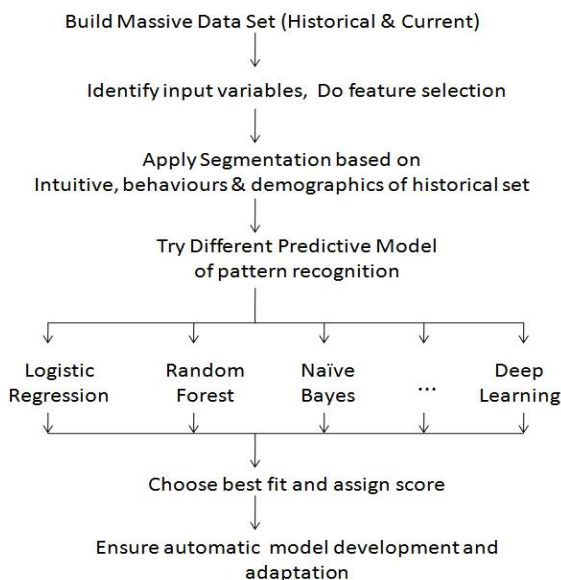 Build Massive Data Set (Historical & Current)
Identify input variables, Do feature selection
Apply Segmentation based on
Intuitive, behaviours & demographics of historical set
Try Different Predictive Model
of pattern recognition
Logistic
Regression
Random
Forest
Naïve
Bayes
...
Deep
Learning
Choose best fit and assign score
Ensure automatic model development and
adaptation